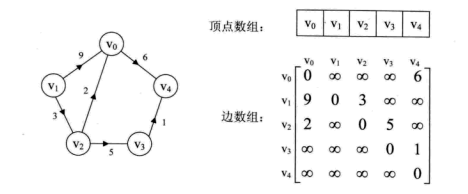 顶点数组： v₀ v₁ v₂ v₃ v₄
边数组：
v₀ v₁ v₂ v₃ v₄
v₀ 0 ∞ ∞ ∞ 6
v₁ 9 0 3 ∞ ∞
v₂ 2 ∞ 0 5 ∞
v₃ ∞ ∞ ∞ 0 1
v₄ ∞ ∞ ∞ ∞ 0
v₀
9 6
2
v₁ v₄
3 1
v₂ 5 v₃